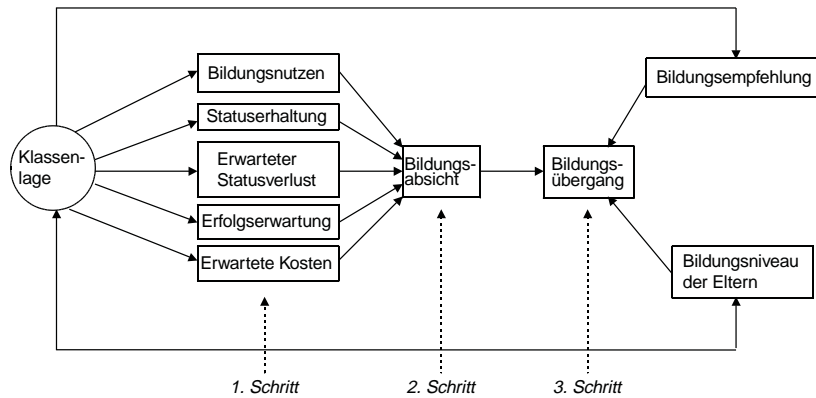 Klassen-
lage
Bildungsnutzen
Statuserhaltung
Erwarteter
Statusverlust
Erfolgserwartung
Erwartete Kosten
Bildungs-
absicht
Bildungs-
übergang
Bildungsempfehlung
Bildungsniveau
der Eltern
1. Schritt
2. Schritt
3. Schritt